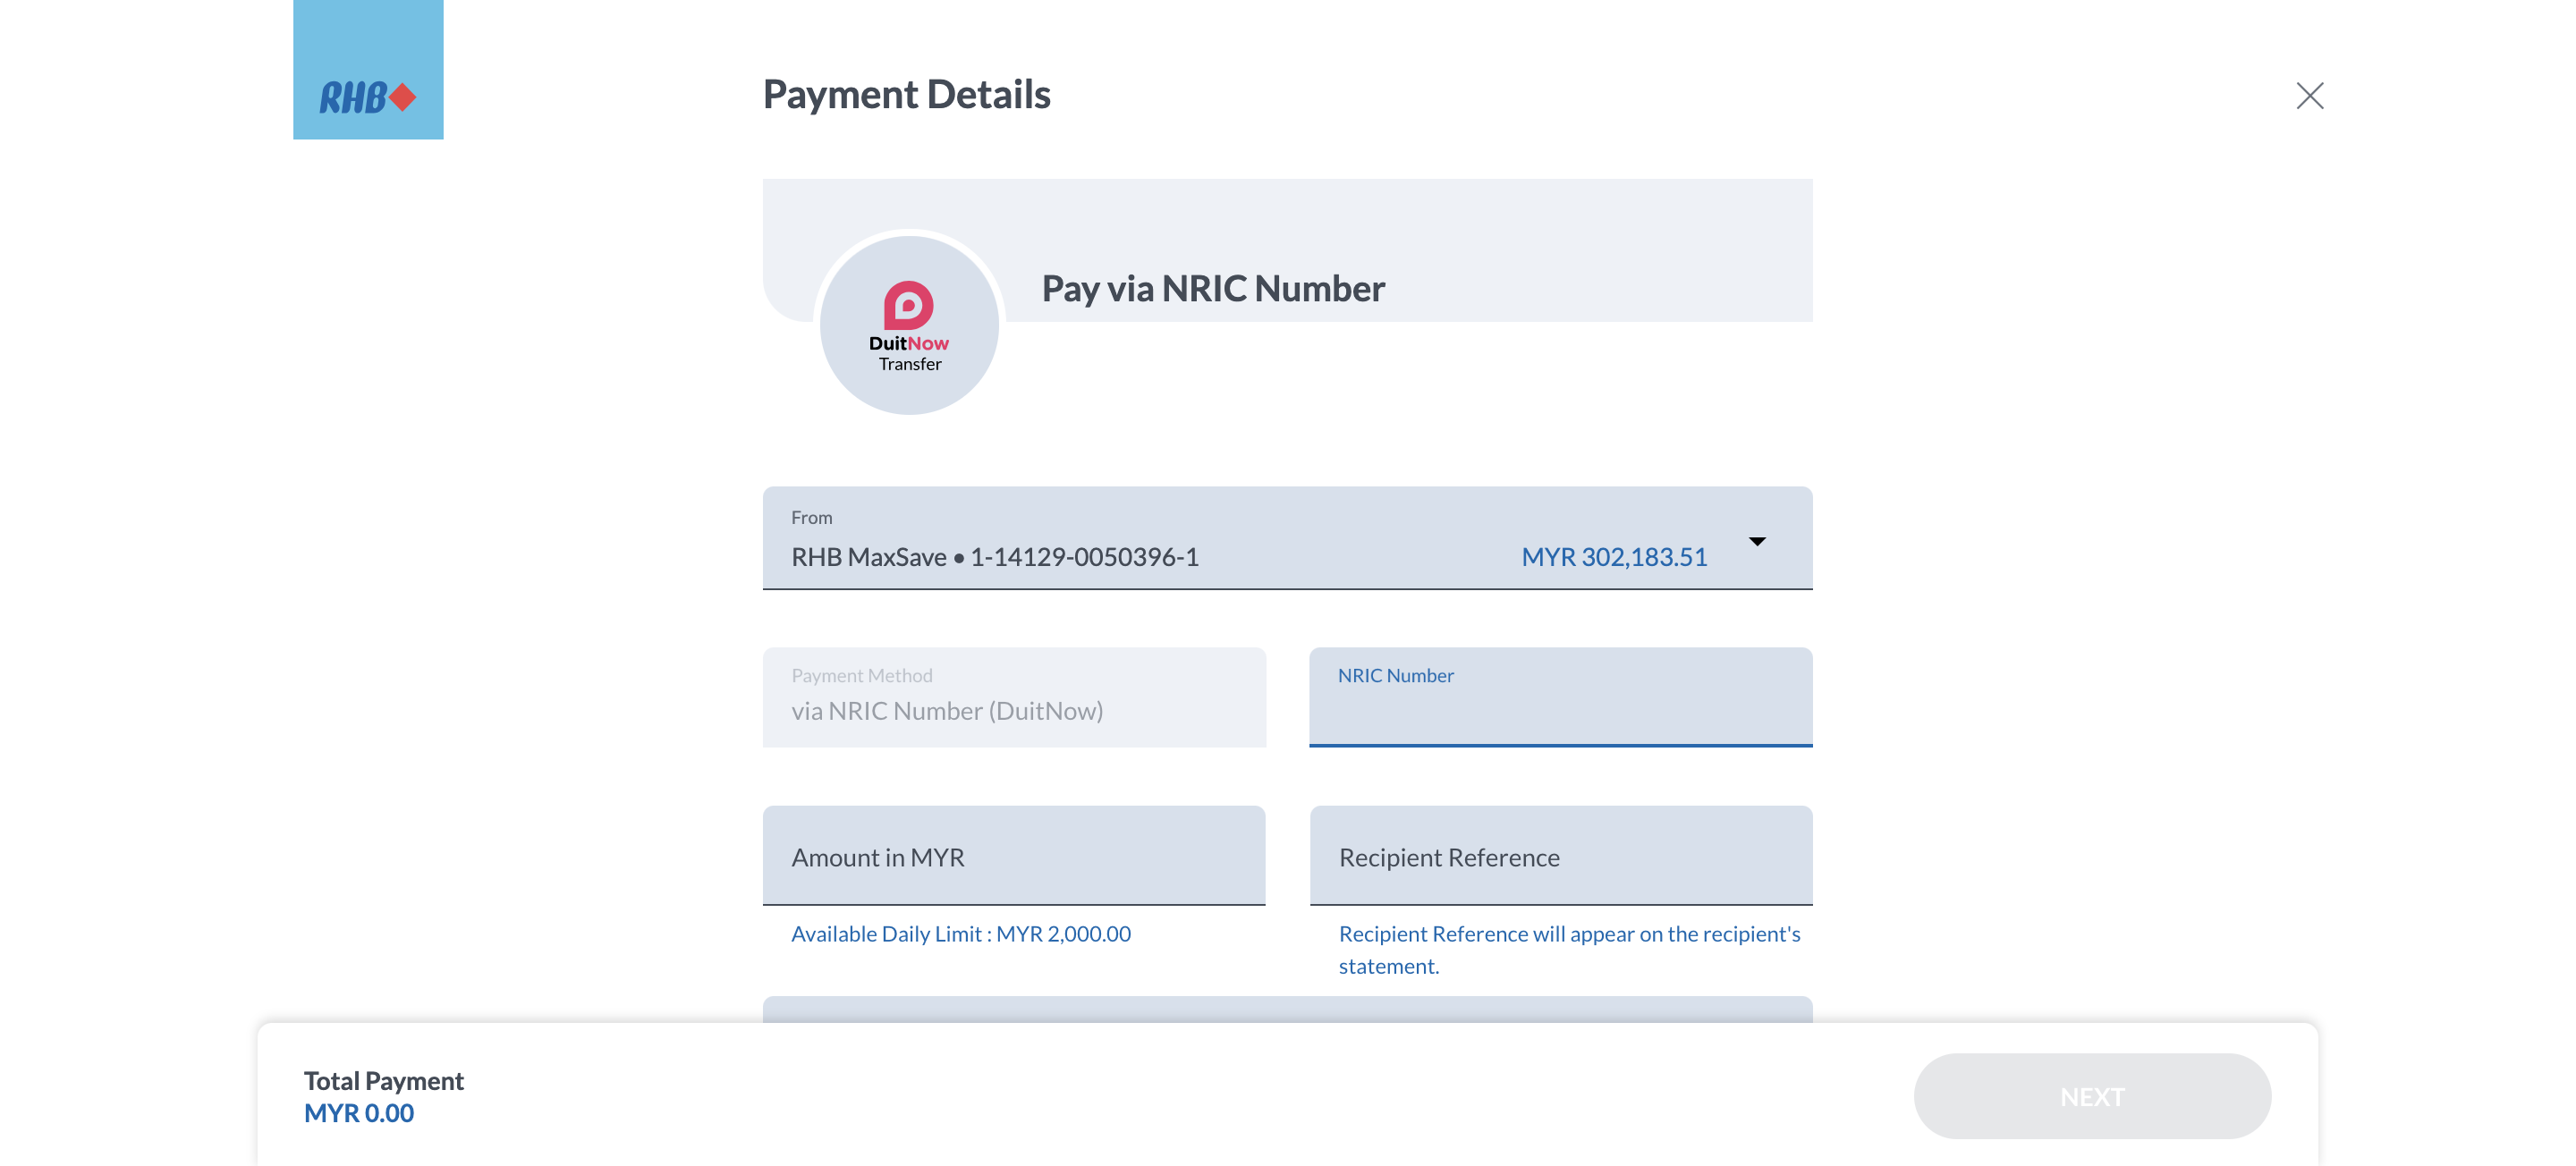 RHB
Payment Details
Pay via NRIC Number
DuitNow
Transfer
From
RHB MaxSave • 1-14129-0050396-1
MYR 302,183.51
Payment Method
via NRIC Number (DuitNow)
NRIC Number
Amount in MYR
Recipient Reference
Available Daily Limit : MYR 2,000.00
Recipient Reference will appear on the recipient's
statement.
Total Payment
MYR 0.00
NEXT